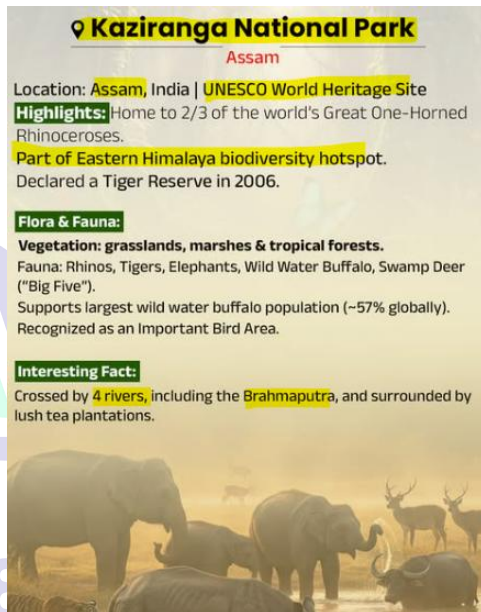 Kaziranga National Park
Assam
Location: Assam, India | UNESCO World Heritage Site
Highlights: Home to 2/3 of the world's Great One-Horned
Rhinoceroses.
Part of Eastern Himalaya biodiversity hotspot.
Declared a Tiger Reserve in 2006.
Flora & Fauna:
Vegetation: grasslands, marshes & tropical forests.
Fauna: Rhinos, Tigers, Elephants, Wild Water Buffalo, Swamp Deer
("Big Five").
Supports largest wild water buffalo population (~57% globally).
Recognized as an Important Bird Area.
Interesting Fact:
Crossed by 4 rivers, including the Brahmaputra, and surrounded by
lush tea plantations.